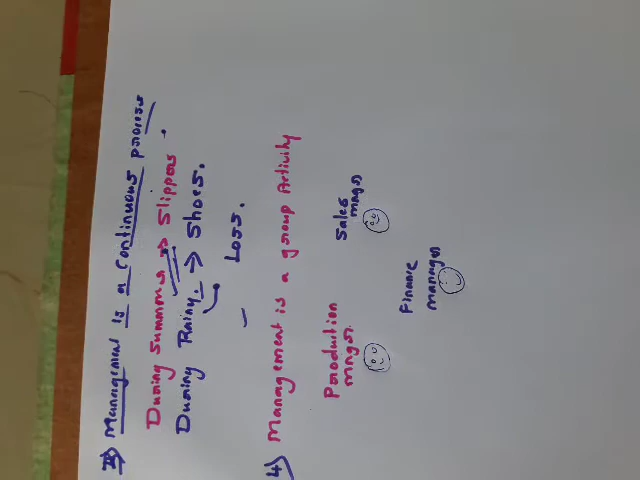 3) Management is a continuous process
During Summer → Slippers.
During Rainy. → Shoes.
Loss.
4) Management is a group Activity
Production mngr.
Sales mngr
Finance manager